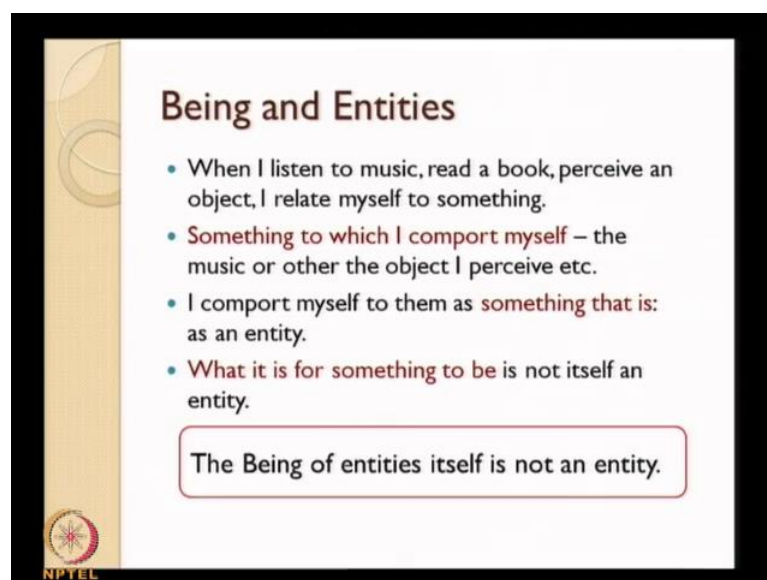 Being and Entities
• When I listen to music, read a book, perceive an
object, I relate myself to something.
• Something to which I comport myself – the
music or other the object I perceive etc.
• I comport myself to them as something that is:
as an entity.
• What it is for something to be is not itself an
entity.
The Being of entities itself is not an entity.
NPTEL